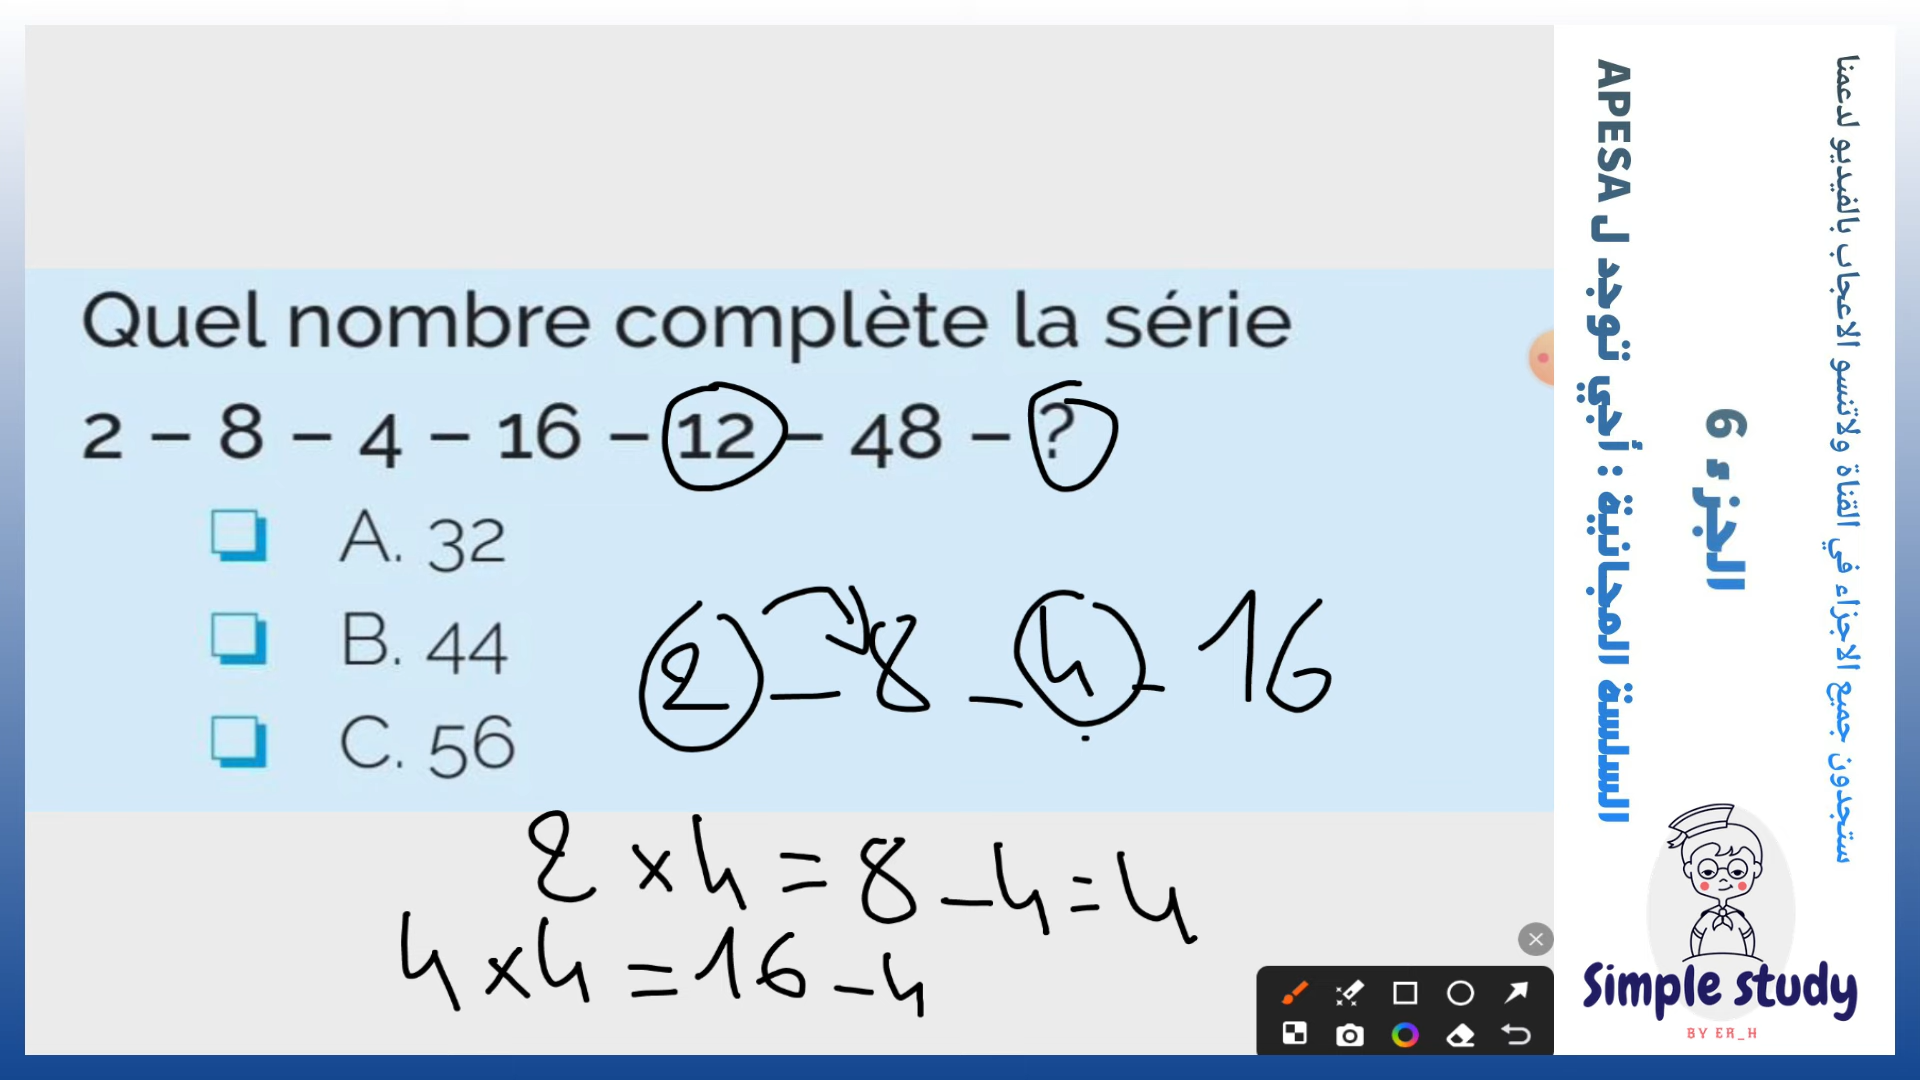 Quel nombre complète la série
2 – 8 – 4 – 16 – 12 – 48 – ?
A. 32
B. 44
C. 56
2 – 8 – 4 – 16
2 × 4 = 8 – 4 = 4
4 × 4 = 16 – 4
السلسة المجانية : أجي توجد ل APESA
الجزء 6
ستجدون جميع الاجزاء في القناة ولاتنسو الاعجاب بالفيديو لدعمنا
Simple study
BY ER_H